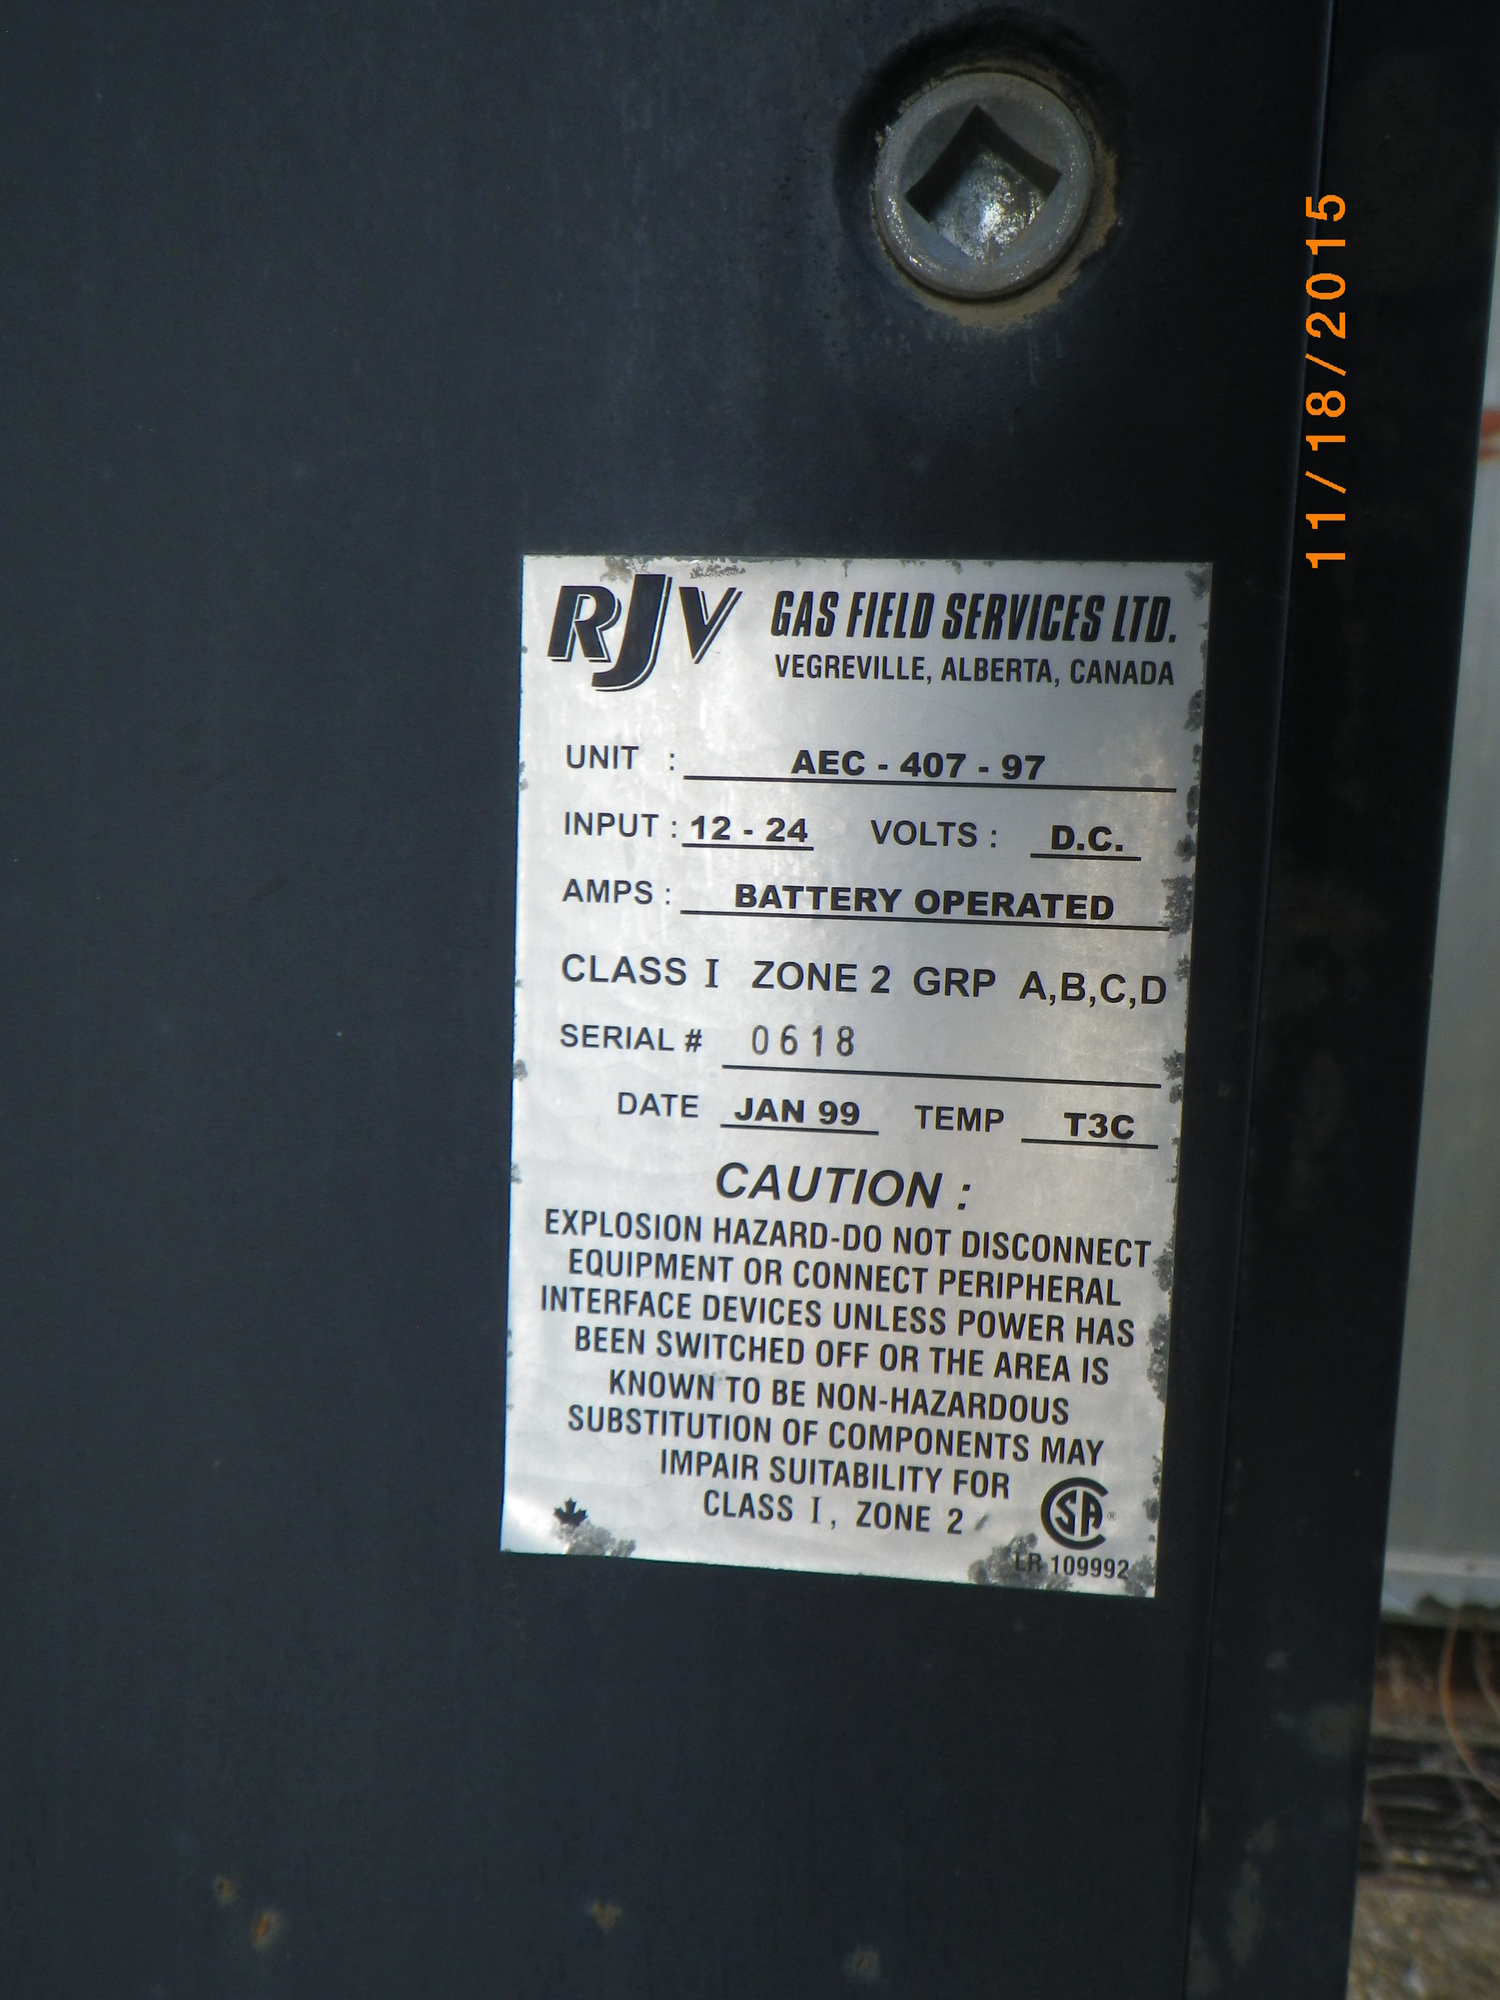 RJV GAS FIELD SERVICES LTD.
VEGREVILLE, ALBERTA, CANADA
UNIT : AEC - 407 - 97
INPUT : 12 - 24 VOLTS : D.C.
AMPS : BATTERY OPERATED
CLASS I ZONE 2 GRP A,B,C,D
SERIAL # 0618
DATE JAN 99 TEMP T3C
CAUTION :
EXPLOSION HAZARD-DO NOT DISCONNECT
EQUIPMENT OR CONNECT PERIPHERAL
INTERFACE DEVICES UNLESS POWER HAS
BEEN SWITCHED OFF OR THE AREA IS
KNOWN TO BE NON-HAZARDOUS
SUBSTITUTION OF COMPONENTS MAY
IMPAIR SUITABILITY FOR
CLASS I, ZONE 2
CSA ®
LR 109992
11/18/2015